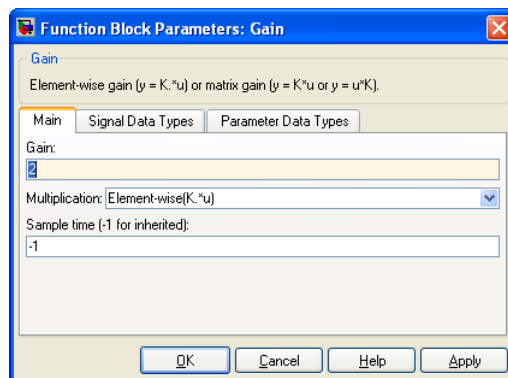 Function Block Parameters: Gain
Gain
Element-wise gain (y = K.*u) or matrix gain (y = K*u or y = u*K).
Main Signal Data Types Parameter Data Types
Gain:
2
Multiplication: Element-wise(K.*u)
Sample time (-1 for inherited):
-1
OK Cancel Help Apply